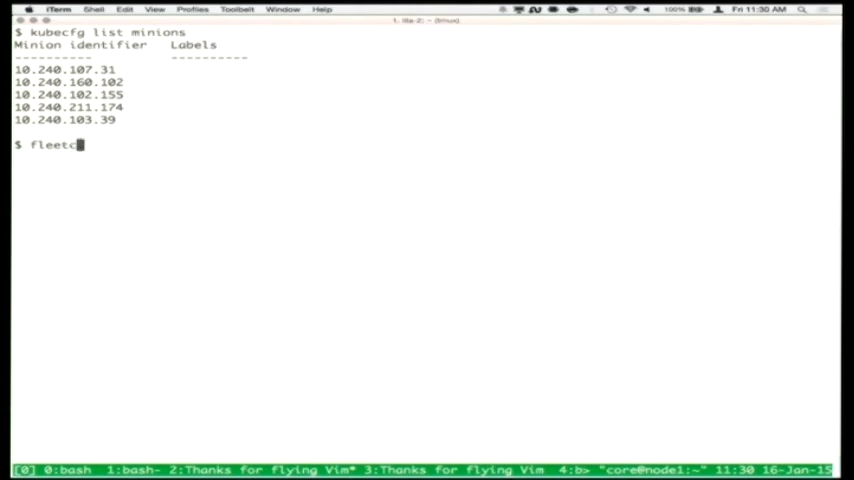 iTerm Shell Edit View Profiles Toolbelt Window Help 100% Fri 11:30 AM
$ kubecfg list minions
Minion identifier Labels
---------- ----------
10.240.107.31
10.240.160.102
10.240.102.155
10.240.211.174
10.240.103.39
$ fleetc
[0] 0:bash 1:bash- 2:Thanks for flying Vim* 3:Thanks for flying Vim 4:b> "core@node1:~" 11:30 16-Jan-15